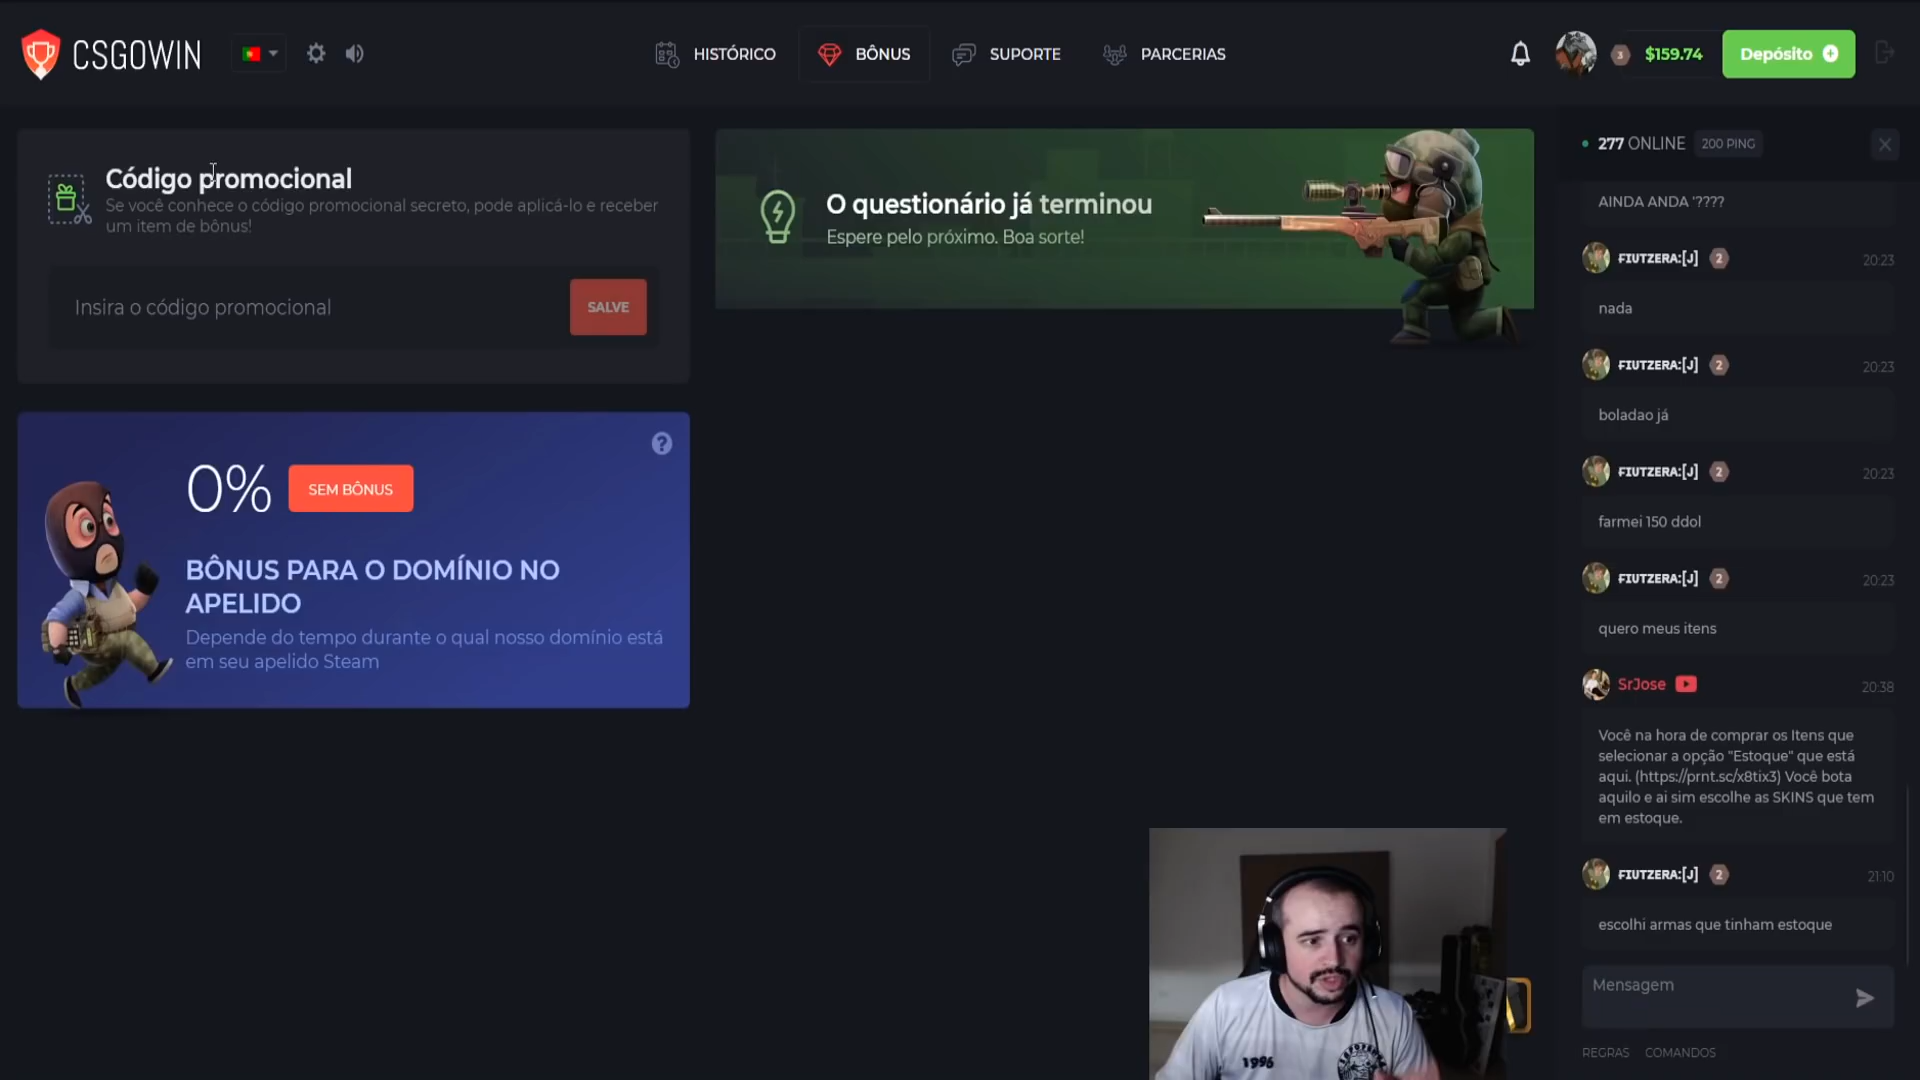 CSGOWIN
HISTÓRICO
BÔNUS
SUPORTE
PARCERIAS
3
$159.74
Depósito
Código promocional
Se você conhece o código promocional secreto, pode aplicá-lo e receber
um item de bônus!
Insira o código promocional
SALVE
O questionário já terminou
Espere pelo próximo. Boa sorte!
0%
SEM BÔNUS
?
BÔNUS PARA O DOMÍNIO NO
APELIDO
Depende do tempo durante o qual nosso domínio está
em seu apelido Steam
277 ONLINE
200 PING
AINDA ANDA '????
FIUTZERA:[J] 2 20:23
nada
FIUTZERA:[J] 2 20:23
boladao já
FIUTZERA:[J] 2 20:23
farmei 150 ddol
FIUTZERA:[J] 2 20:23
quero meus itens
SrJose 20:38
Você na hora de comprar os Itens que
selecionar a opção "Estoque" que está
aqui. (https://prnt.sc/x8tix3) Você bota
aquilo e ai sim escolhe as SKINS que tem
em estoque.
FIUTZERA:[J] 2 21:10
escolhi armas que tinham estoque
Mensagem
REGRAS
COMANDOS
1996